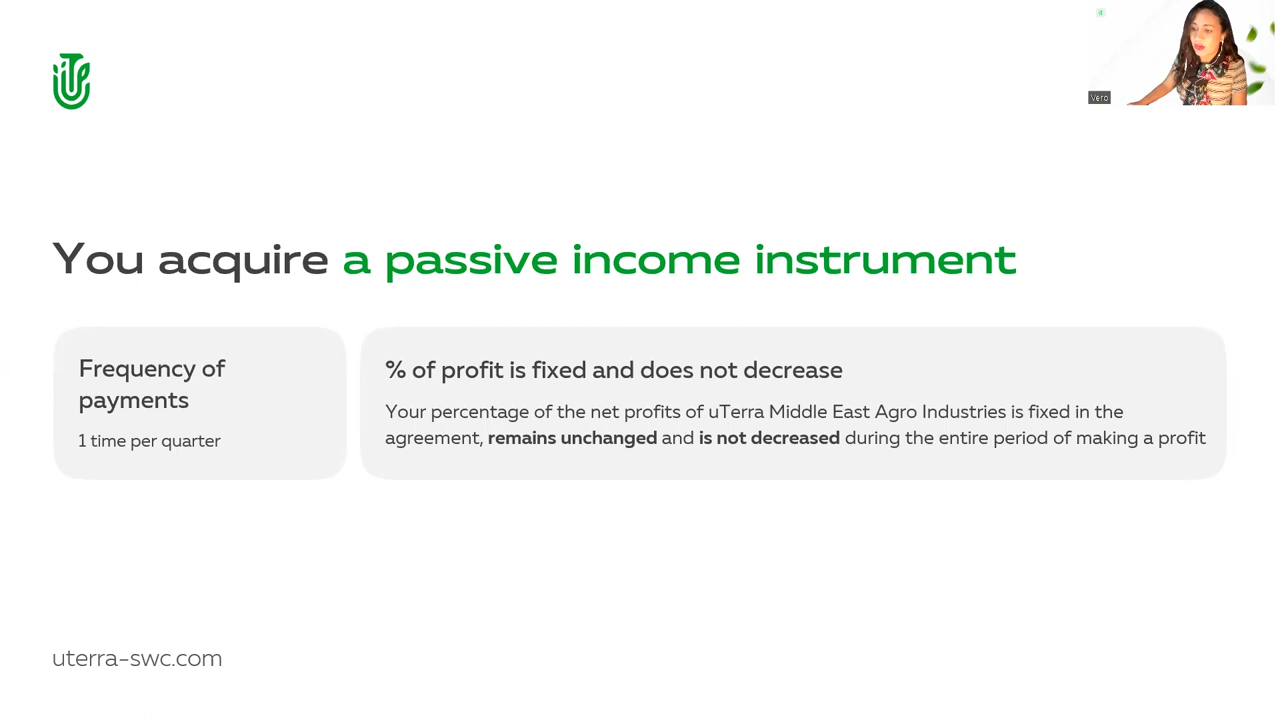 Vero
You acquire a passive income instrument
Frequency of
payments
1 time per quarter
% of profit is fixed and does not decrease
Your percentage of the net profits of uTerra Middle East Agro Industries is fixed in the
agreement, remains unchanged and is not decreased during the entire period of making a profit
uterra-swc.com